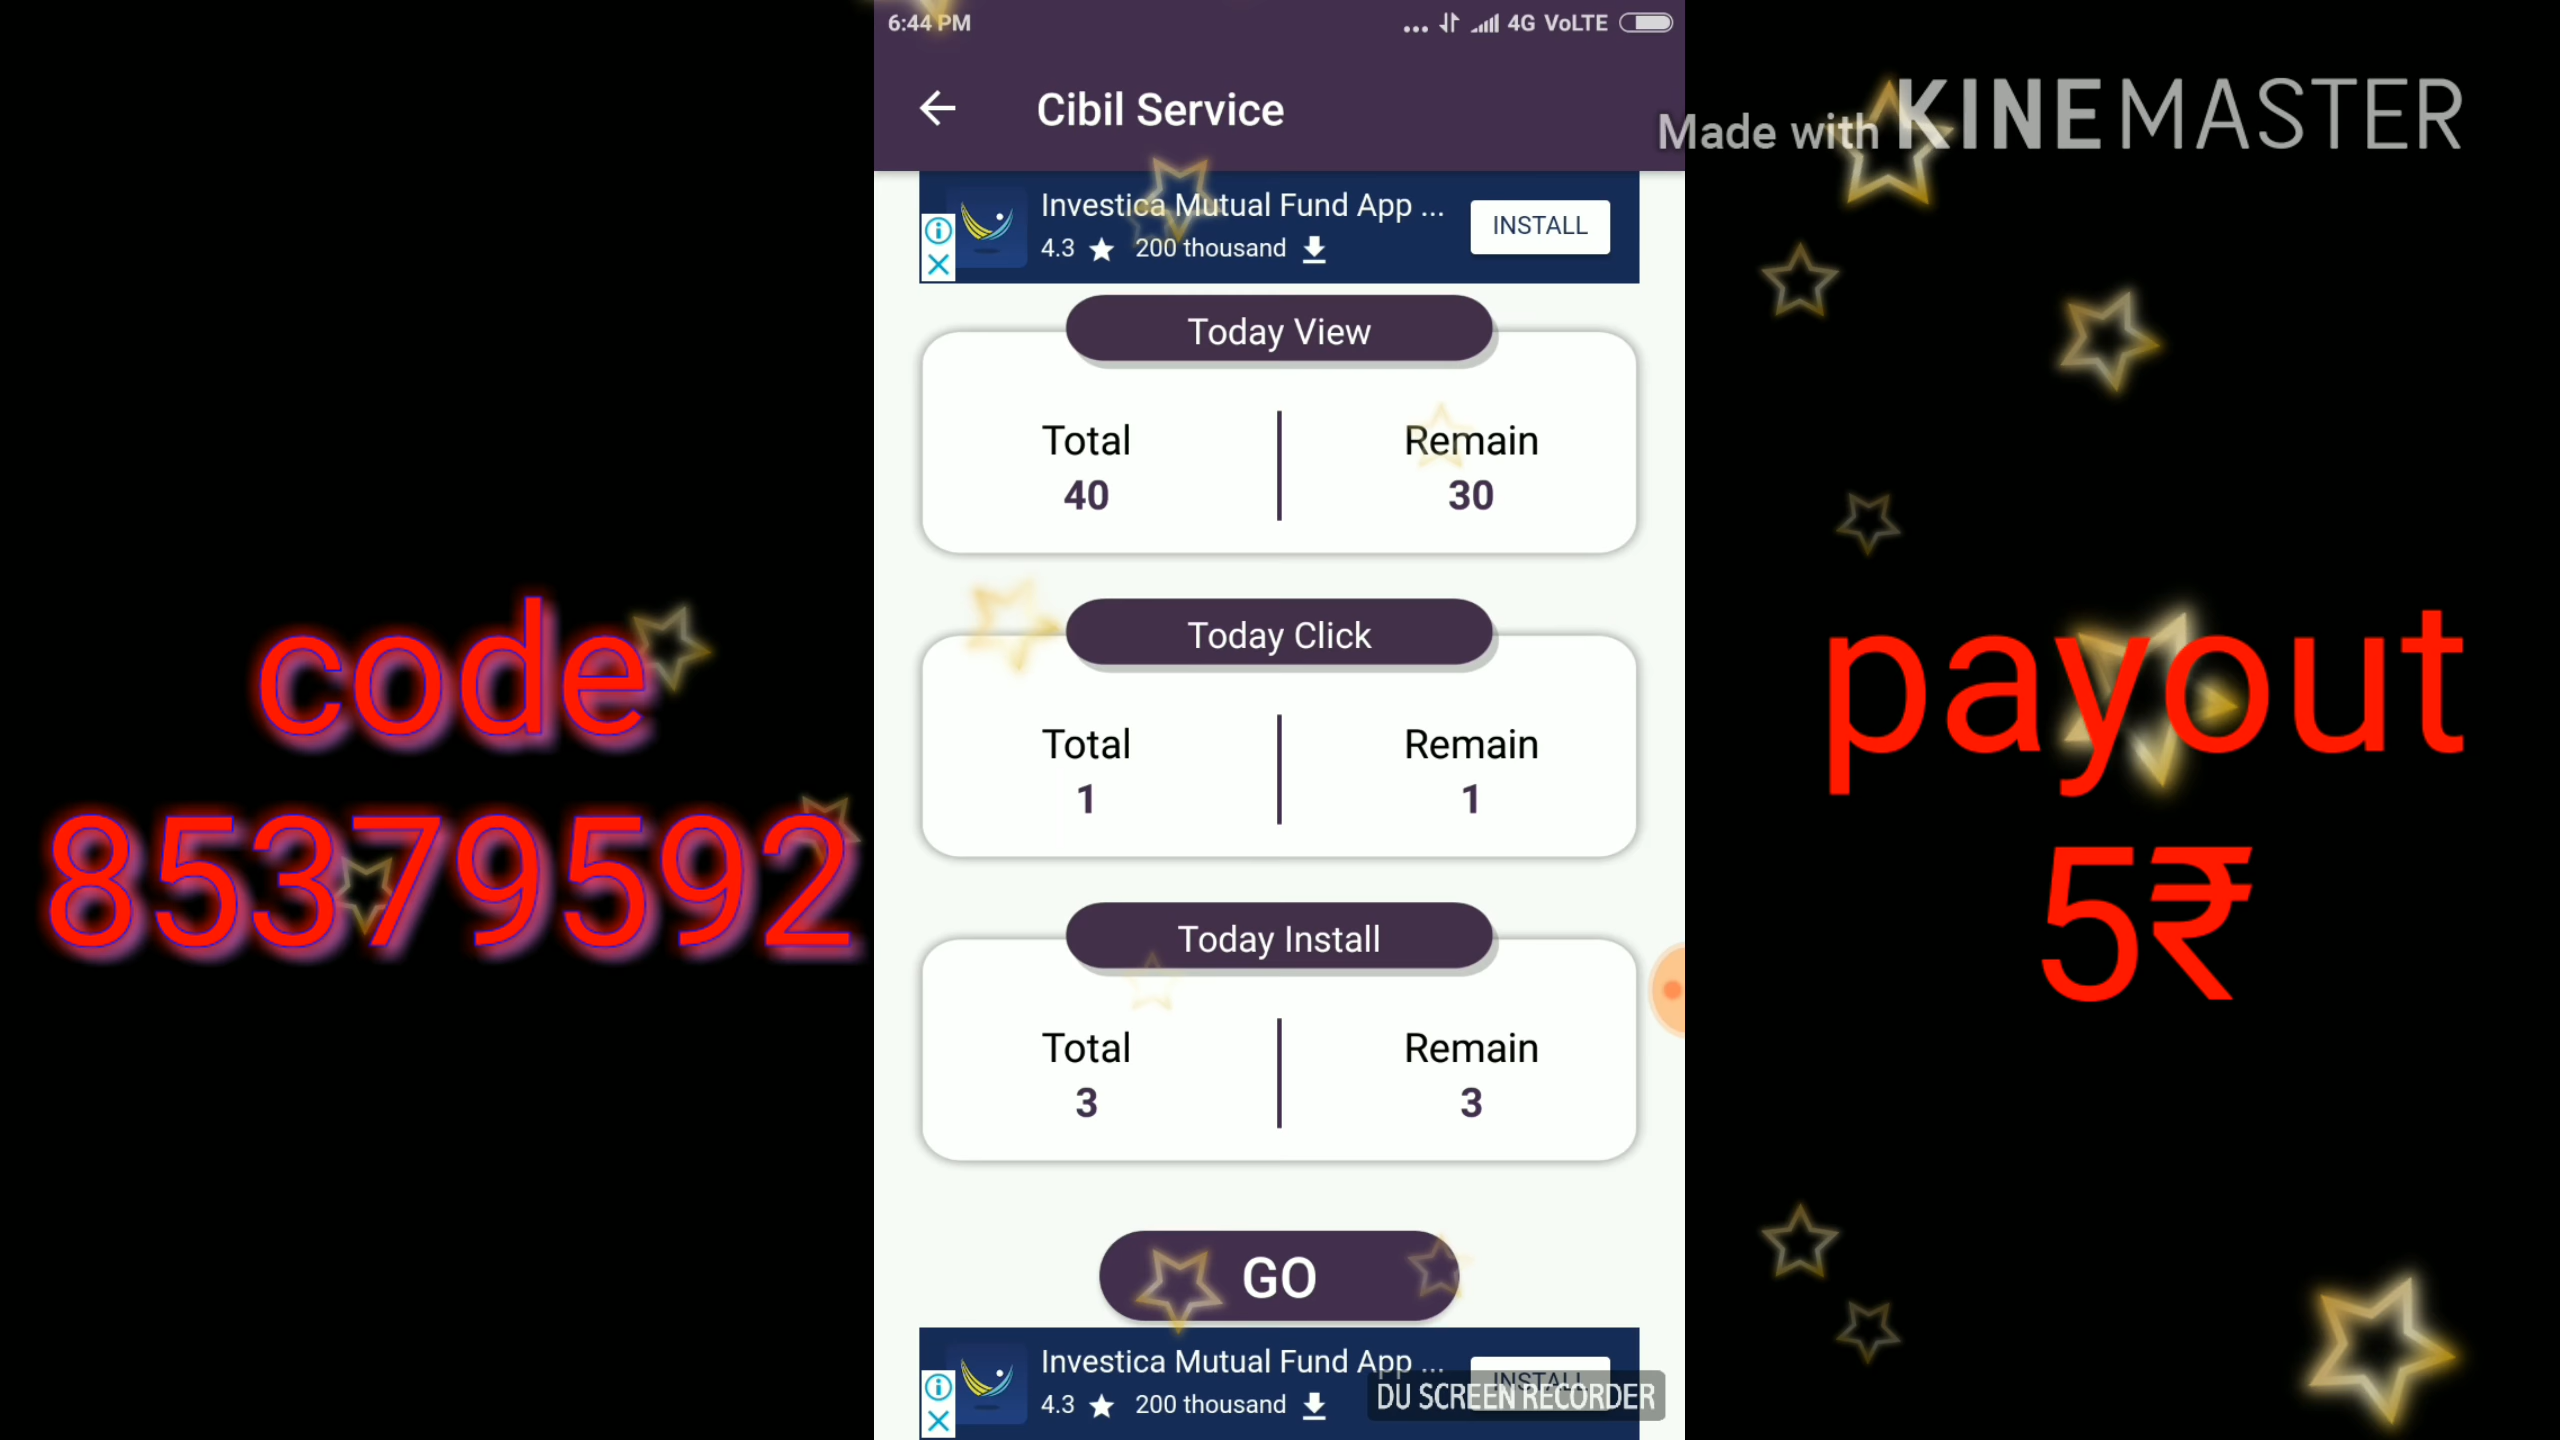 6:44 PM
... 4G VoLTE
Cibil Service
Made with KINEMASTER
Investica Mutual Fund App ...
4.3 ★ 200 thousand
INSTALL
Today View
Total
Remain
40
30
code
85379592
Today Click
Total
Remain
1
1
payout
5₹
Today Install
Total
Remain
3
3
GO
Investica Mutual Fund App ...
4.3 ★ 200 thousand
INSTALL
DU SCREEN RECORDER